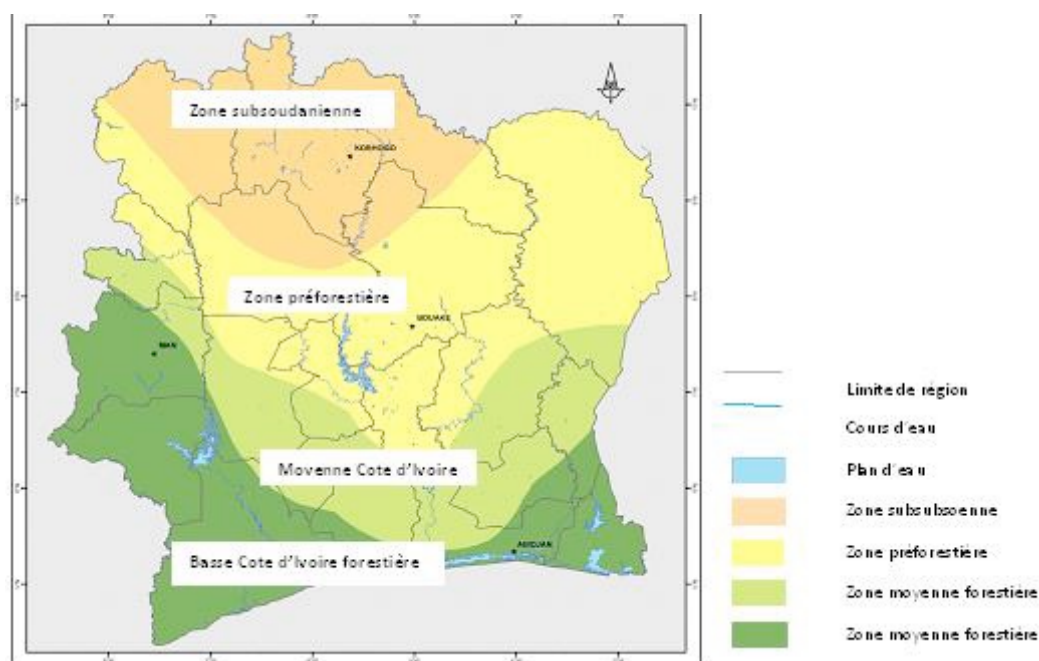 Zone subsoudanienne
KORHOGO
Zone préforestière
BOUAKE
MAN
Movenne Cote d'Ivoire
ABIDJAN
Basse Cote d'Ivoire forestière
Limite de région
Cours d'eau
Plan d'eau
Zone subsubsoenne
Zone préforestière
Zone moyenne forestière
Zone moyenne forestière